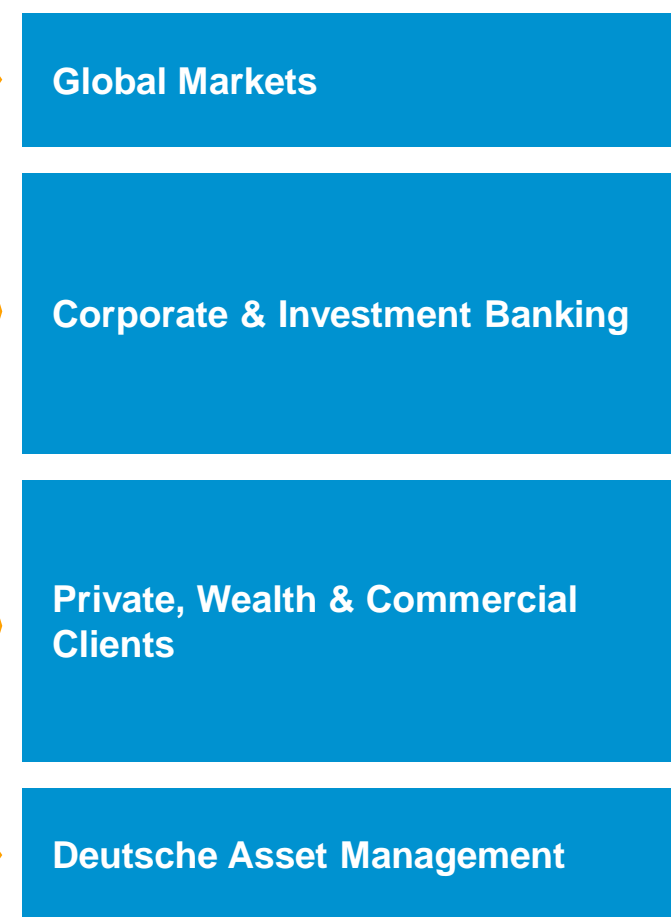 Global Markets
Corporate & Investment Banking
Private, Wealth & Commercial
Clients
Deutsche Asset Management